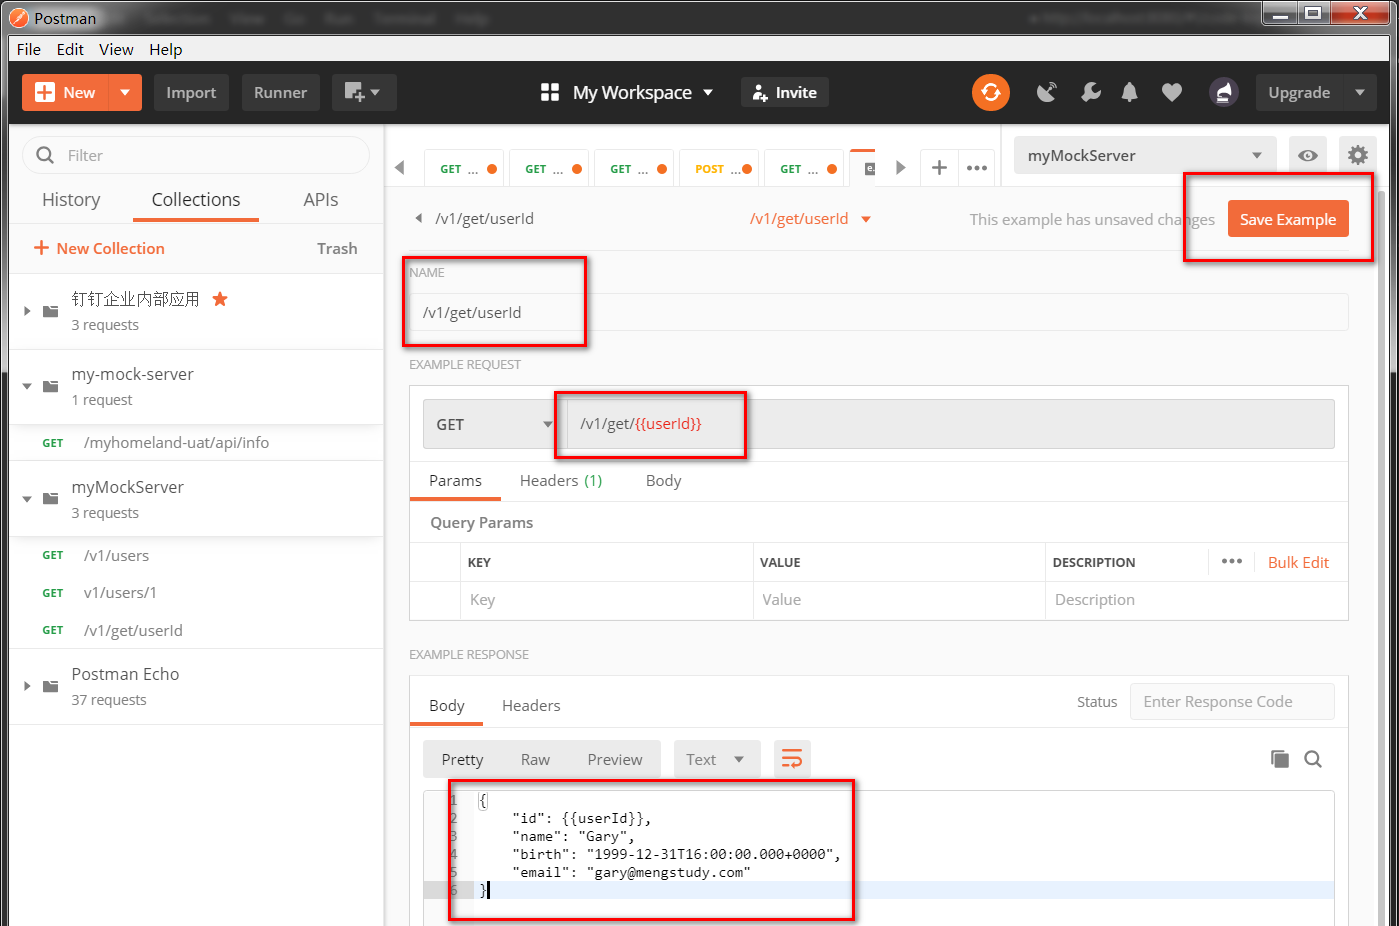 Postman
File Edit View Help
New Import Runner My Workspace Invite Upgrade
Filter
History Collections APIs
New Collection Trash
钉钉企业内部应用
3 requests
my-mock-server
1 request
GET /myhomeland-uat/api/info
myMockServer
3 requests
GET /v1/users
GET v1/users/1
GET /v1/get/userId
Postman Echo
37 requests
GET ... GET ... GET ... POST ... GET ... e.
myMockServer
/v1/get/userId /v1/get/userId This example has unsaved changes Save Example
NAME
/v1/get/userId
EXAMPLE REQUEST
GET /v1/get/{{userId}}
Params Headers (1) Body
Query Params
KEY VALUE DESCRIPTION ••• Bulk Edit
Key Value Description
EXAMPLE RESPONSE
Body Headers Status Enter Response Code
Pretty Raw Preview Text
1 {
2 "id": {{userId}},
3 "name": "Gary",
4 "birth": "1999-12-31T16:00:00.000+0000",
5 "email": "gary@mengstudy.com"
6 }